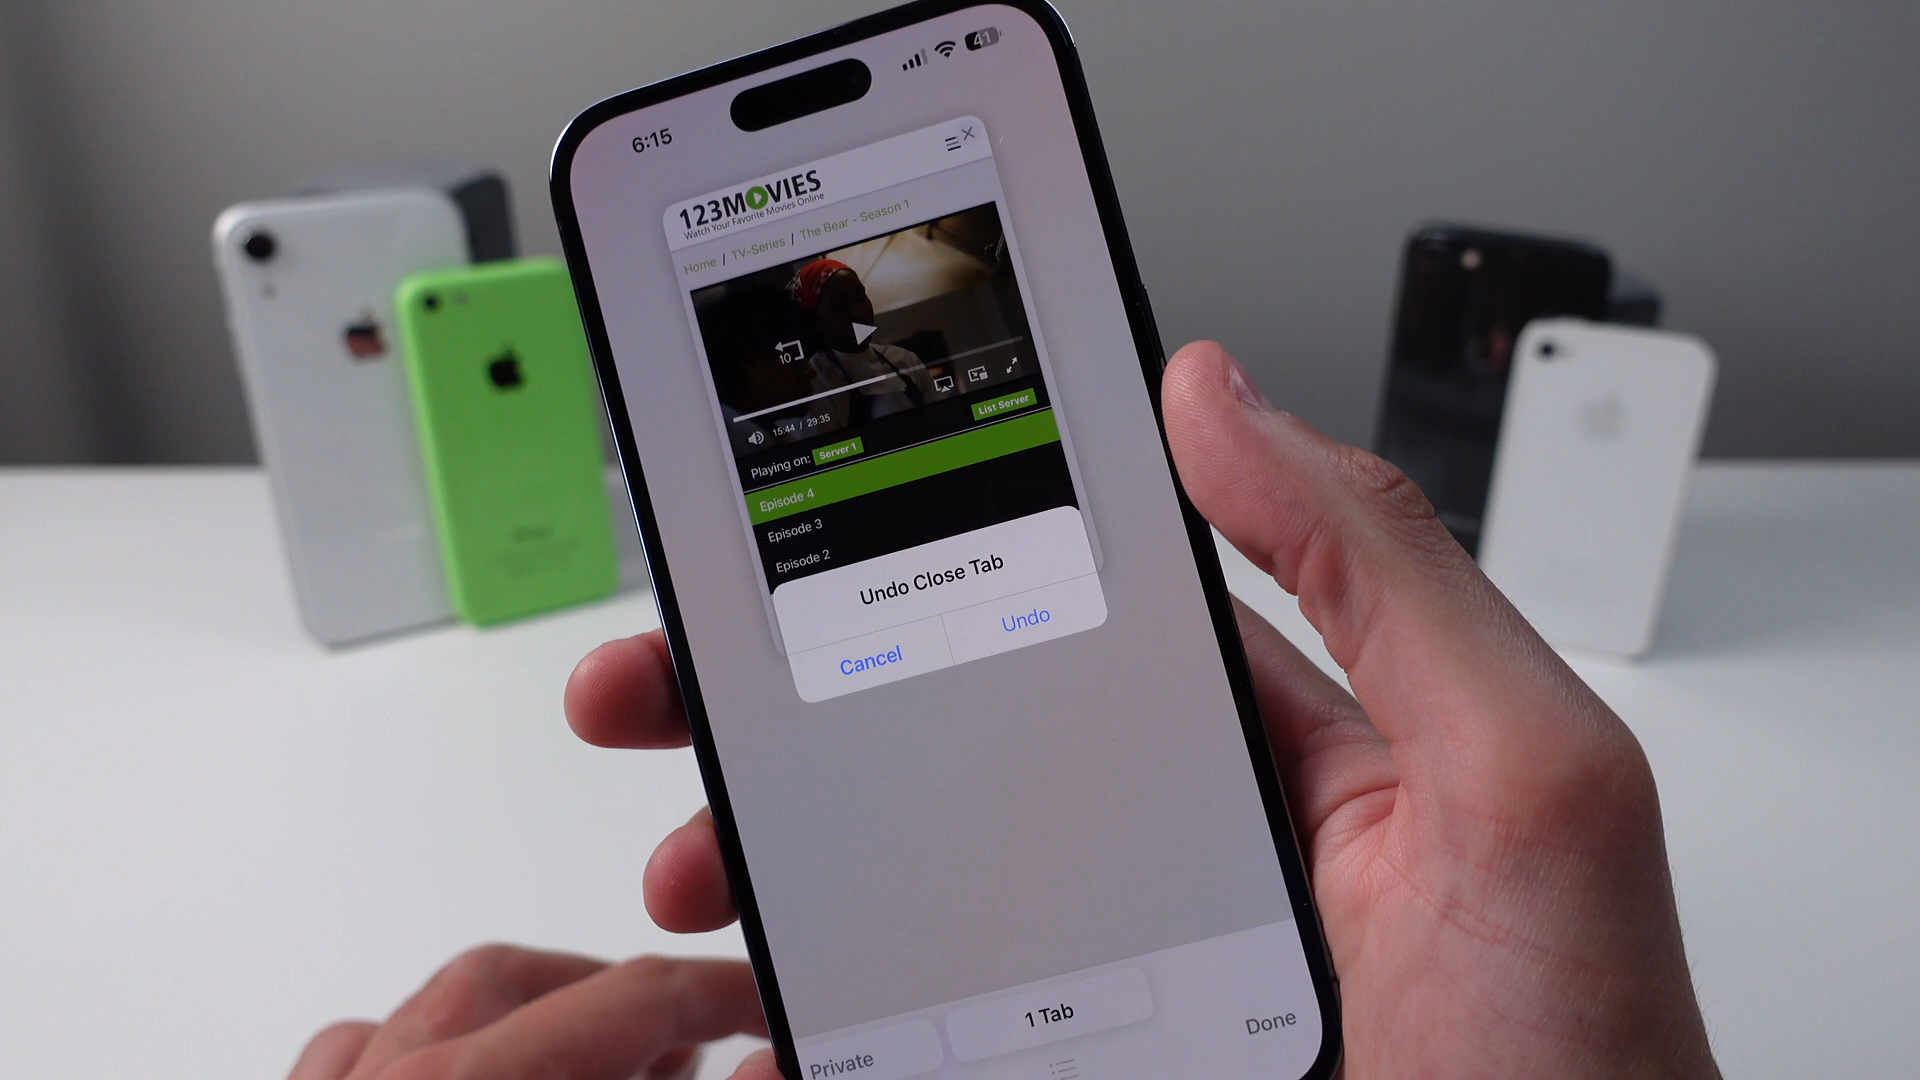 6:15
41
123MOVIES
Watch Your Favorite Movies Online
Home / TV-Series / The Bear - Season 1
10
15:44 / 29:35
List Server
Playing on: Server 1
Episode 4
Episode 3
Episode 2
Undo Close Tab
Cancel
Undo
Private
1 Tab
Done